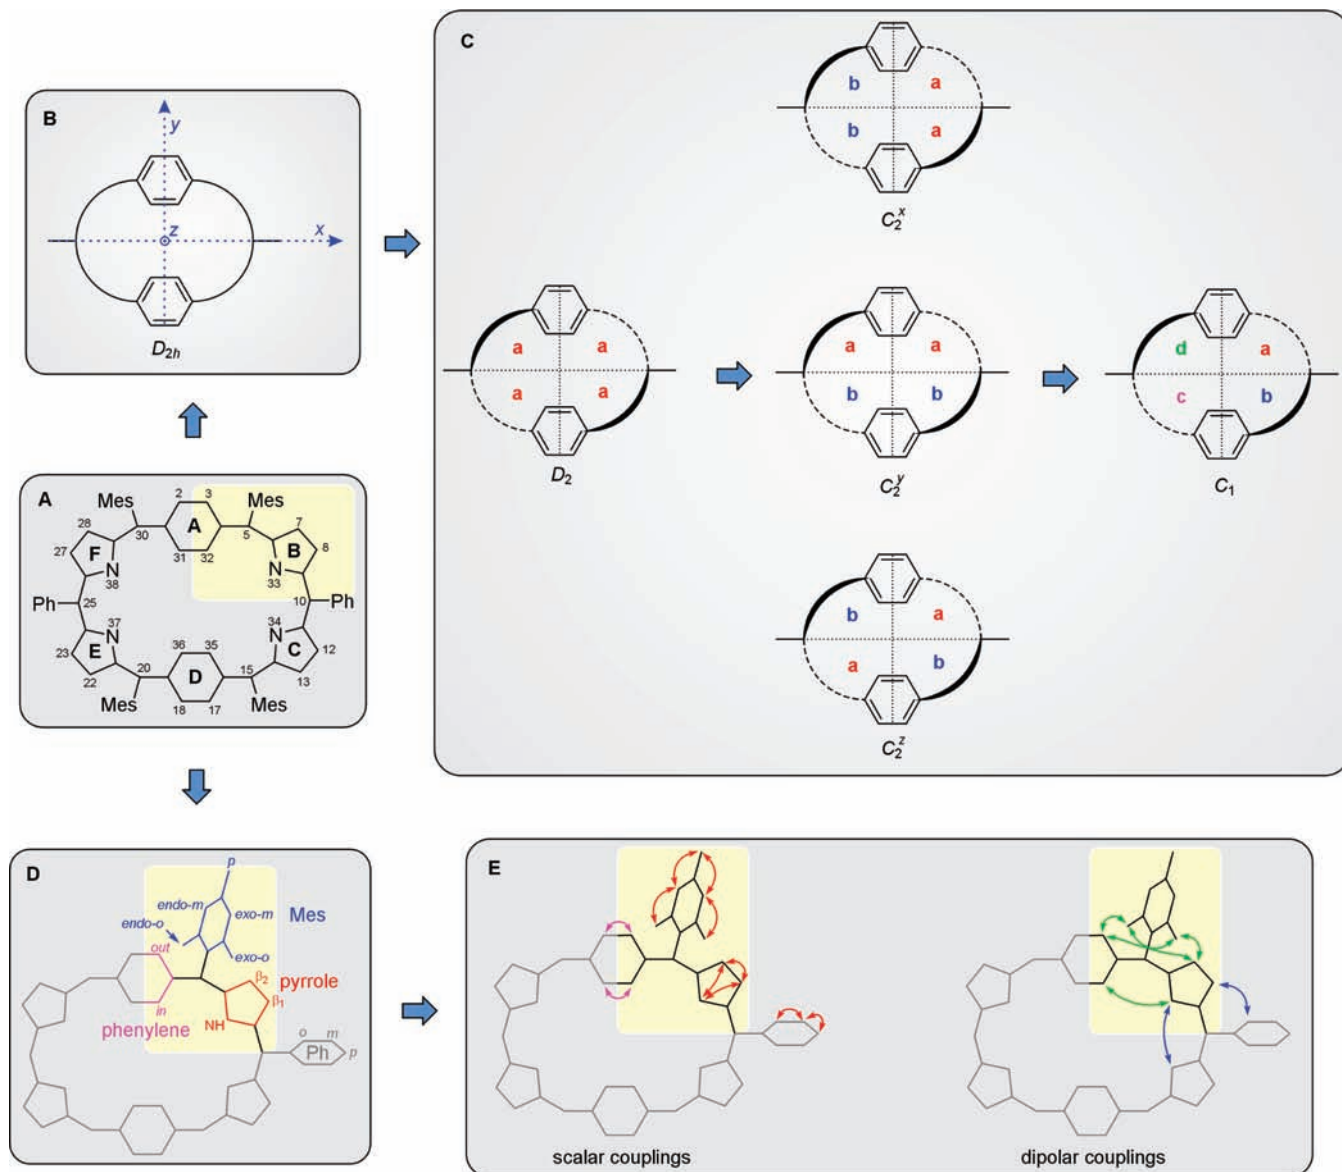 B
y
z
x
D2h
C
b
a
b
a
C2x
a
a
a
a
D2
a
a
b
b
C2y
d
a
c
b
C1
b
a
a
b
C2z
A
Mes
2
3
Mes
28
30
A
5
7
27
F
31
32
B
8
N
38
N
33
Ph
25
10
Ph
37
N
34
N
23
E
36
35
C
12
22
20
D
15
13
Mes
18
17
Mes
D
p
endo-m
exo-m
Mes
endo-o
out
exo-o
β2
pyrrole
β1
in
phenylene
NH
o
m
Ph
p
E
scalar couplings
dipolar couplings